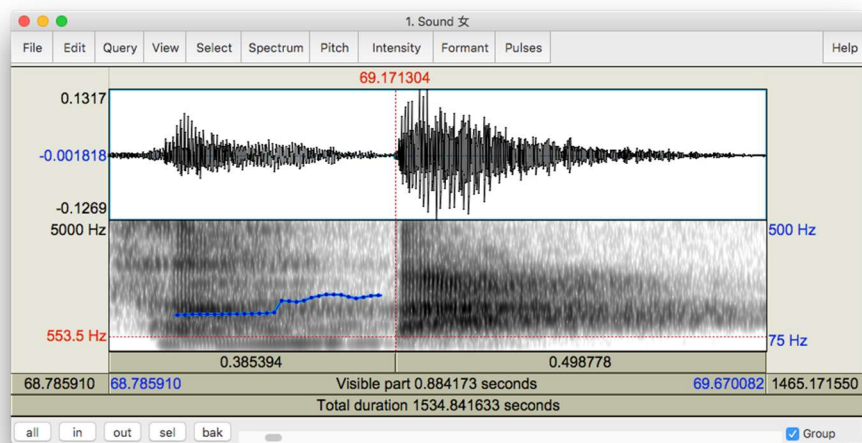 1. Sound 女
File Edit Query View Select Spectrum Pitch Intensity Formant Pulses Help
69.171304
0.1317
-0.001818
-0.1269
5000 Hz 500 Hz
553.5 Hz 75 Hz
0.385394 0.498778
68.785910 68.785910 Visible part 0.884173 seconds 69.670082 1465.171550
Total duration 1534.841633 seconds
all in out sel bak Group